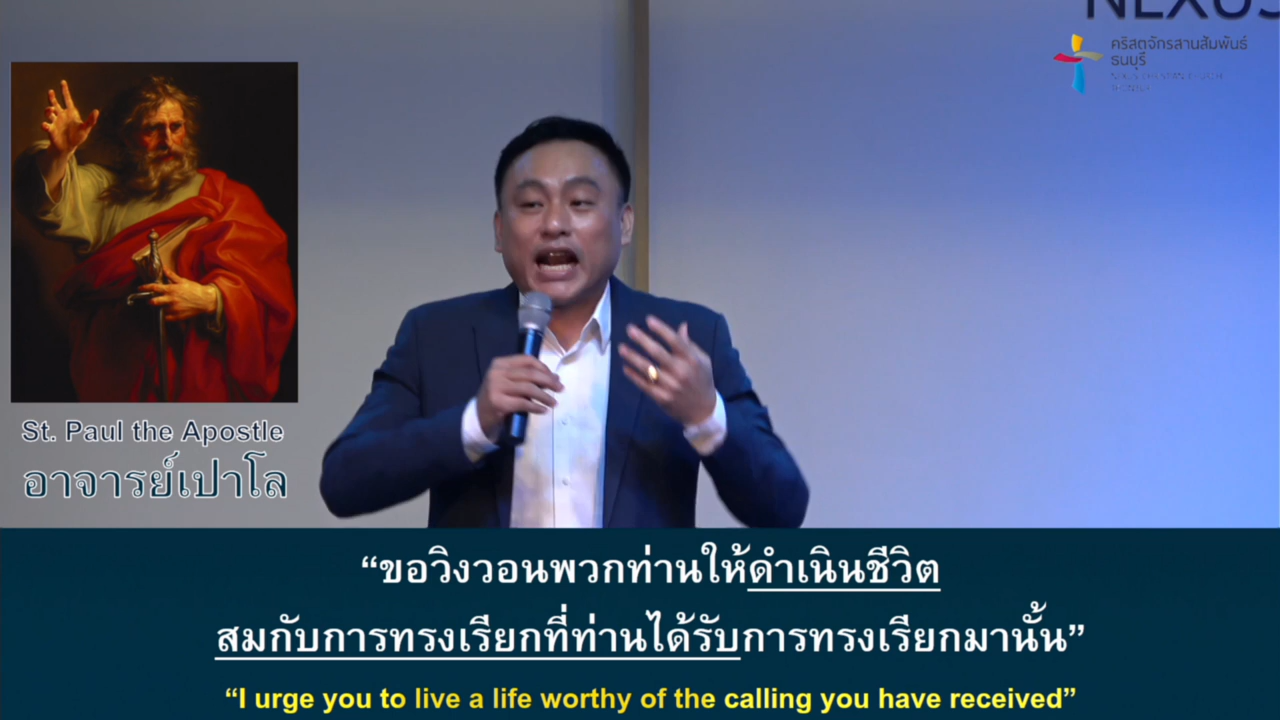 NEXUS
คริสตจักรสานสัมพันธ์
ธนบุรี
NEXUS CHRISTIAN CHURCH
St. Paul the Apostle
อาจารย์เปาโล
“ขอวิงวอนพวกท่านให้ดำเนินชีวิต
สมกับการทรงเรียกที่ท่านได้รับการทรงเรียกมานั้น”
“I urge you to live a life worthy of the calling you have received”